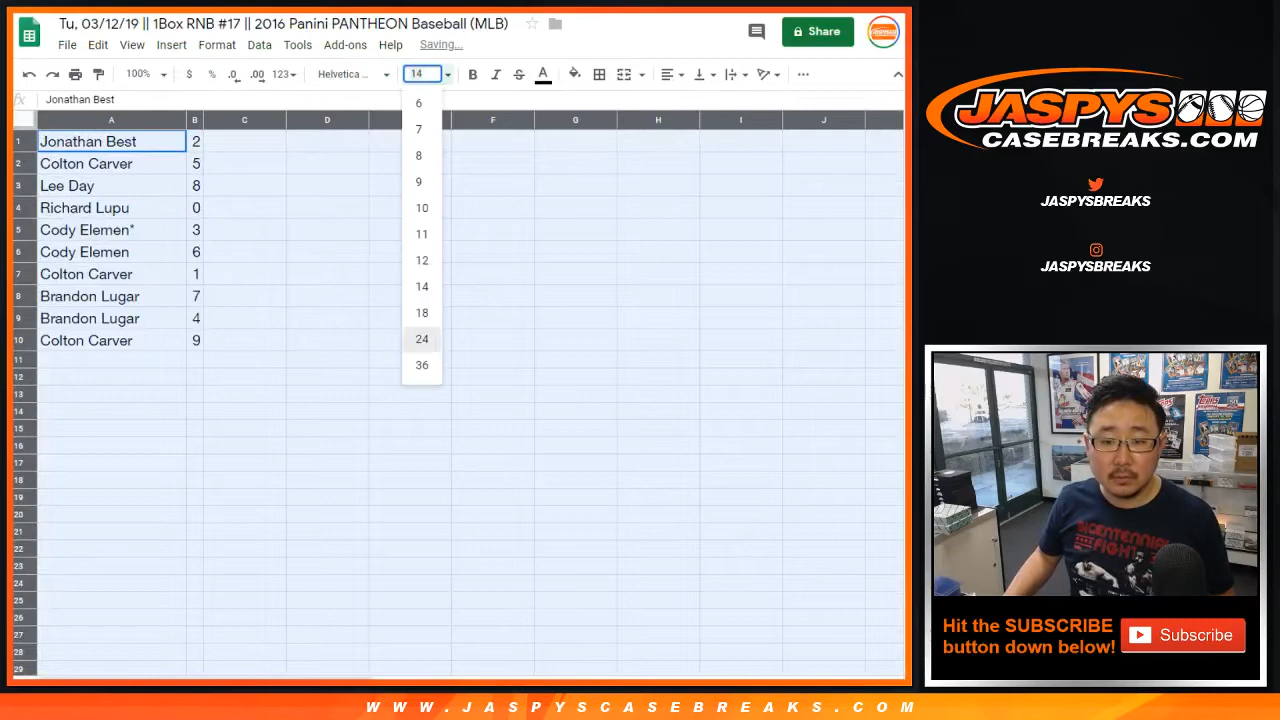 Tu, 03/12/19 || 1Box RNB #17 || 2016 Panini PANTHEON Baseball (MLB)
File Edit View Insert Format Data Tools Add-ons Help Saving...
Share
100% $ % .0 .00 123 Helvetica ... 14 B I S A
fx Jonathan Best
A B C D F G H I J
1 Jonathan Best 2
2 Colton Carver 5
3 Lee Day 8
4 Richard Lupu 0
5 Cody Elemen* 3
6 Cody Elemen 6
7 Colton Carver 1
8 Brandon Lugar 7
9 Brandon Lugar 4
10 Colton Carver 9
11
12
13
14
15
16
17
18
19
20
21
22
23
24
25
26
27
28
29
6
7
8
9
10
11
12
14
18
24
36
JASPYS
CASEBREAKS.COM
JASPYSBREAKS
JASPYSBREAKS
BICENTENNIAL
FIGHT
Hit the SUBSCRIBE
button down below!
Subscribe
WWW.JASPYSCASEBREAKS.COM